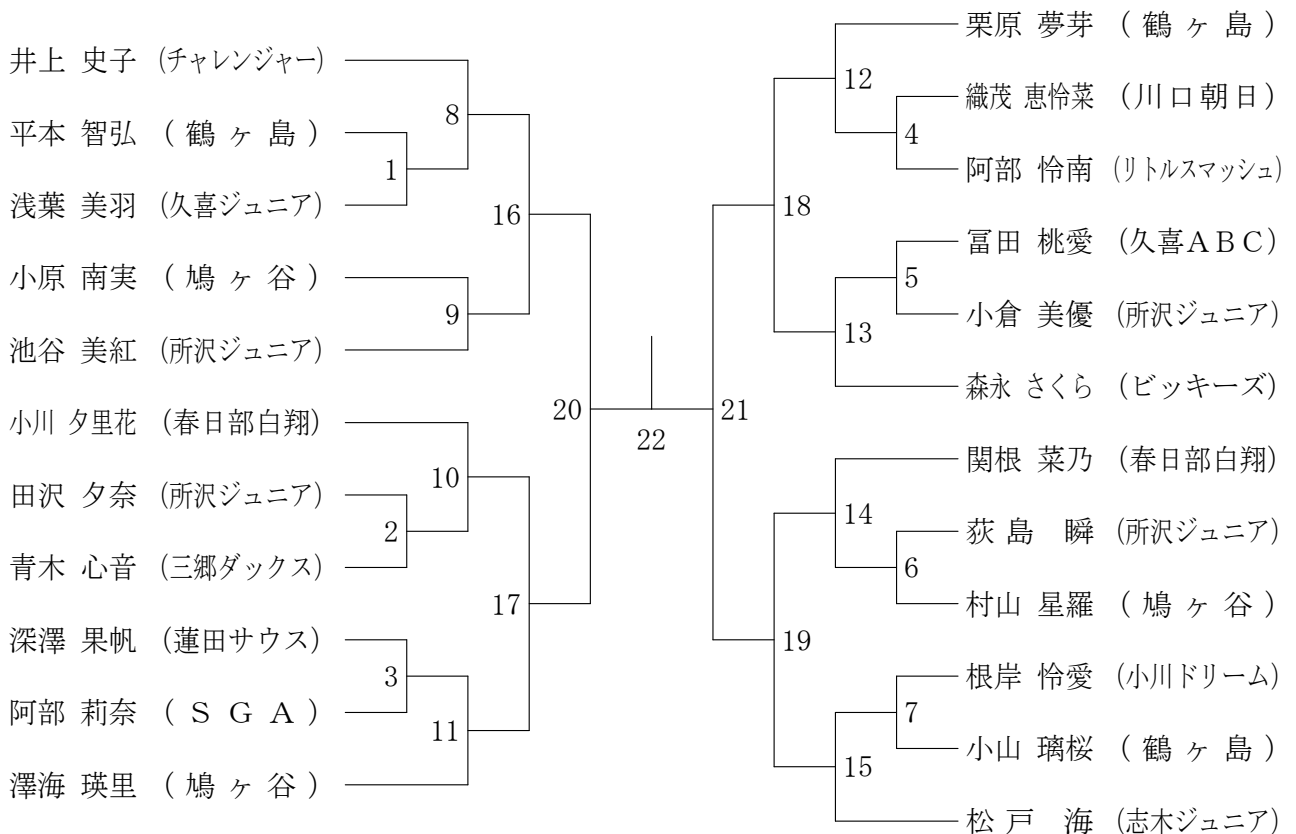 井上 史子 (チャレンジャー)
平本 智弘 (鶴ヶ島)
浅葉 美羽 (久喜ジュニア)
小原 南実 (鳩ヶ谷)
池谷 美紅 (所沢ジュニア)
小川 夕里花 (春日部白翔)
田沢 夕奈 (所沢ジュニア)
青木 心音 (三郷ダックス)
深澤 果帆 (蓮田サウス)
阿部 莉奈 (SGA)
澤海 瑛里 (鳩ヶ谷)
1
2
3
8
9
10
11
16
17
20
22
21
18
19
12
13
14
15
4
5
6
7
栗原 夢芽 (鶴ヶ島)
織茂 恵怜菜 (川口朝日)
阿部 怜南 (リトルスマッシュ)
冨田 桃愛 (久喜ABC)
小倉 美優 (所沢ジュニア)
森永 さくら (ビッキーズ)
関根 菜乃 (春日部白翔)
荻島 瞬 (所沢ジュニア)
村山 星羅 (鳩ヶ谷)
根岸 怜愛 (小川ドリーム)
小山 璃桜 (鶴ヶ島)
松戸 海 (志木ジュニア)